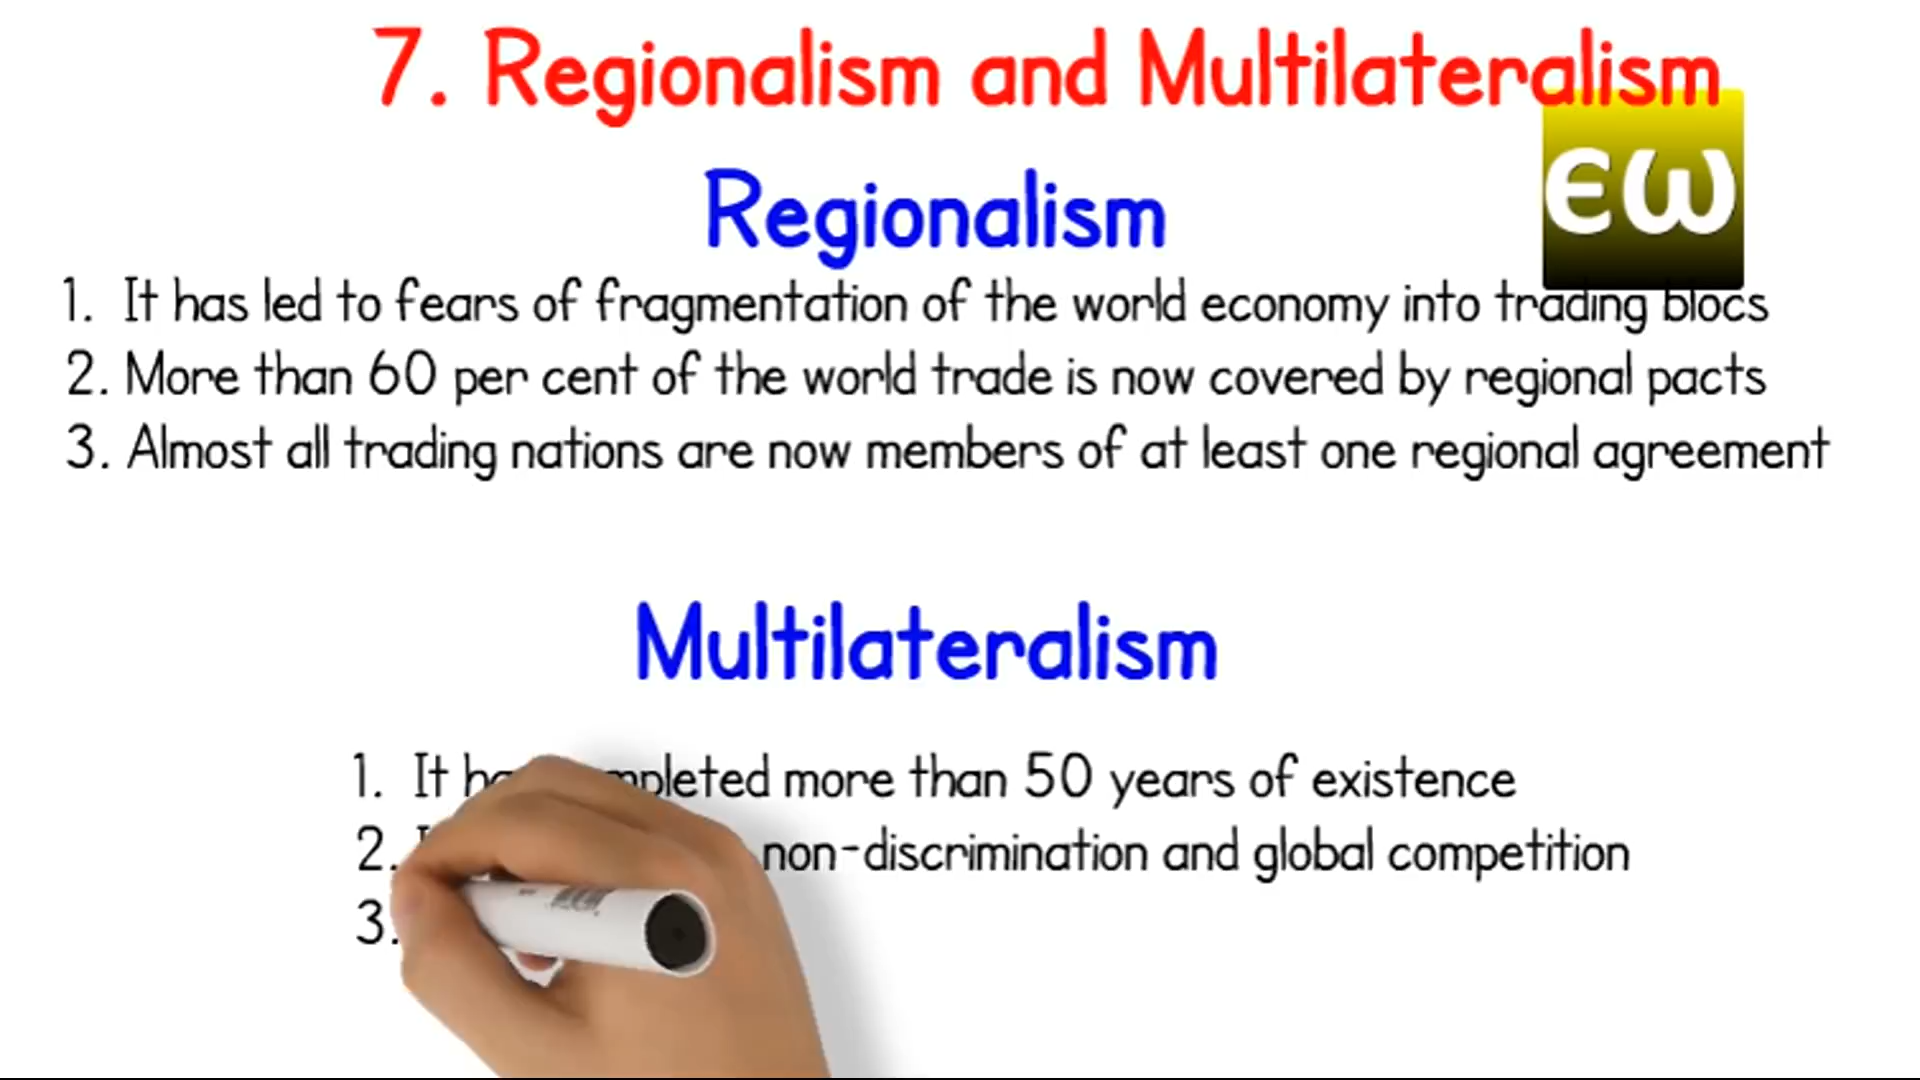 7. Regionalism and Multilateralism
ϵω
Regionalism
1. It has led to fears of fragmentation of the world economy into trading blocs
2. More than 60 per cent of the world trade is now covered by regional pacts
3. Almost all trading nations are now members of at least one regional agreement
Multilateralism
1. It more than 50 years of existence
2. non-discrimination and global competition
3.